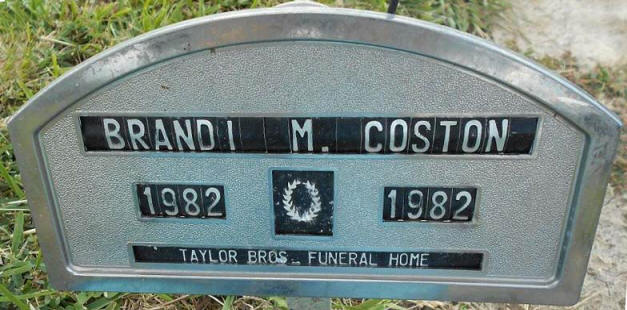 BRANDI M. COSTON
1982 1982
TAYLOR BROS. FUNERAL HOME